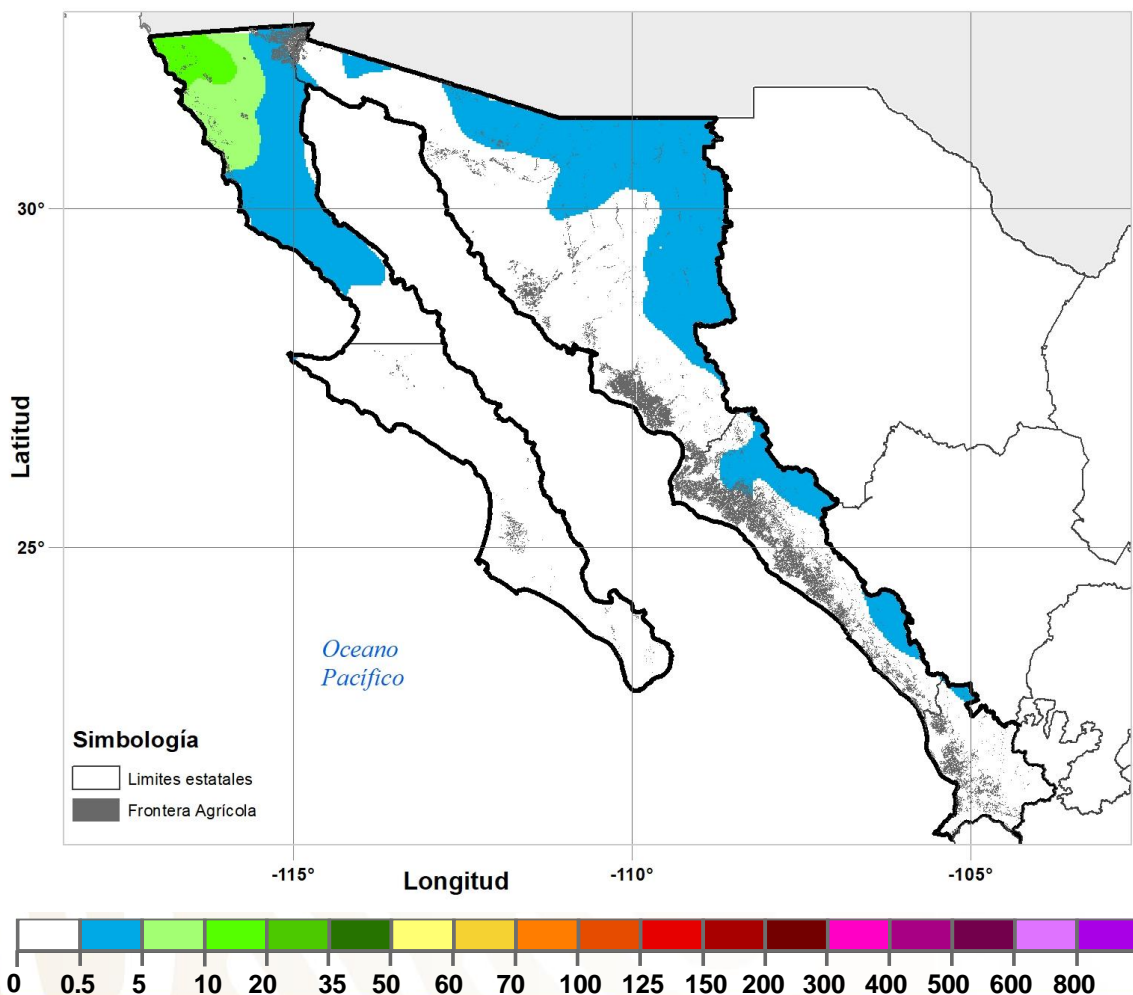 30°
25°
Latitud
Oceano
Pacífico
Simbología
Limites estatales
Frontera Agrícola
-115°
-110°
-105°
Longitud
0 0.5 5 10 20 35 50 60 70 100 125 150 200 300 400 500 600 800